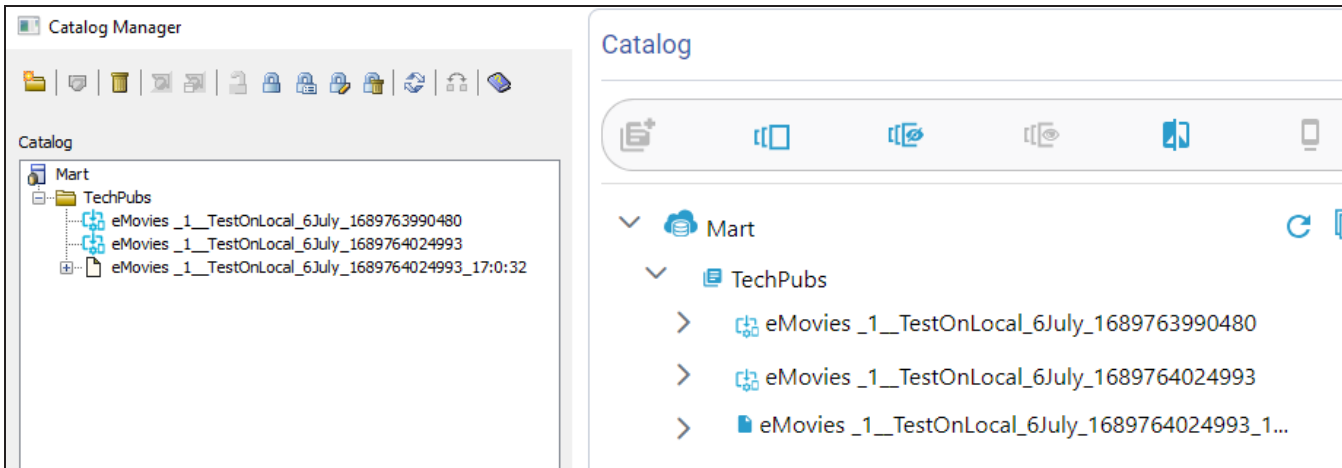 Catalog Manager
Catalog
Mart
TechPubs
eMovies _1__TestOnLocal_6July_1689763990480
eMovies _1__TestOnLocal_6July_1689764024993
eMovies _1__TestOnLocal_6July_1689764024993_17:0:32
Catalog
Mart
TechPubs
eMovies _1__TestOnLocal_6July_1689763990480
eMovies _1__TestOnLocal_6July_1689764024993
eMovies _1__TestOnLocal_6July_1689764024993_1...